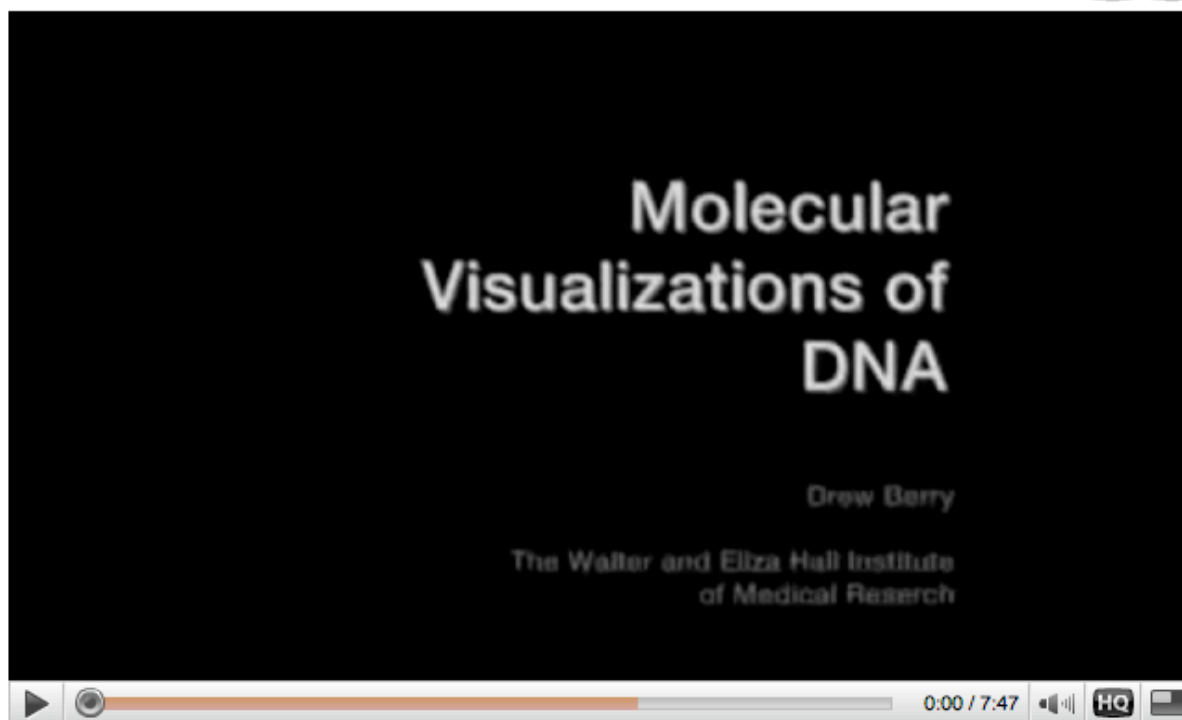 Molecular
Visualizations of
DNA
Drew Berry
The Walter and Eliza Hall Institute
of Medical Reserch
0:00 / 7:47
HQ